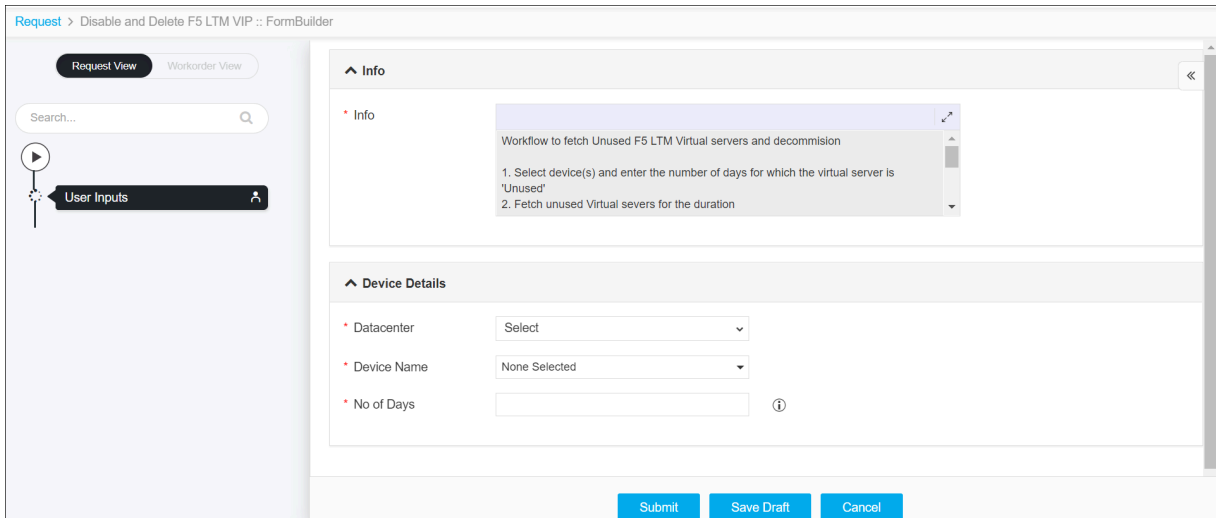 Request > Disable and Delete F5 LTM VIP :: FormBuilder
Request View
Workorder View
Search...
User Inputs
Info
* Info
Workflow to fetch Unused F5 LTM Virtual servers and decommision
1. Select device(s) and enter the number of days for which the virtual server is
'Unused'
2. Fetch unused Virtual severs for the duration
Device Details
* Datacenter
Select
* Device Name
None Selected
* No of Days
Submit
Save Draft
Cancel